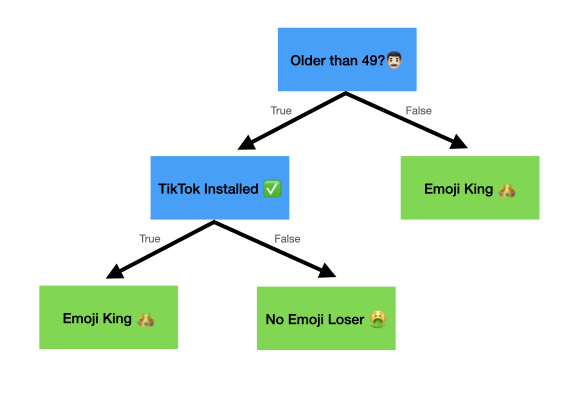 Older than 49?👨🏻
True
False
TikTok Installed ✅
Emoji King 👑
True
False
Emoji King 👑
No Emoji Loser 🤮